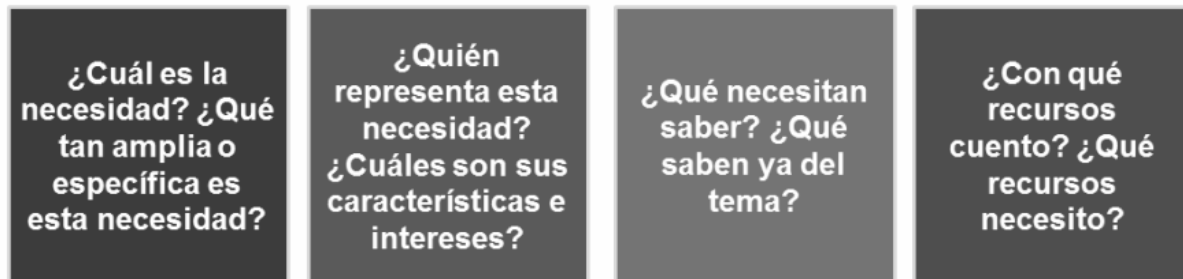 ¿Cuál es la
necesidad? ¿Qué
tan amplia o
específica es
esta necesidad?
¿Quién
representa esta
necesidad?
¿Cuáles son sus
características e
intereses?
¿Qué necesitan
saber? ¿Qué
saben ya del
tema?
¿Con qué
recursos
cuento? ¿Qué
recursos
necesito?